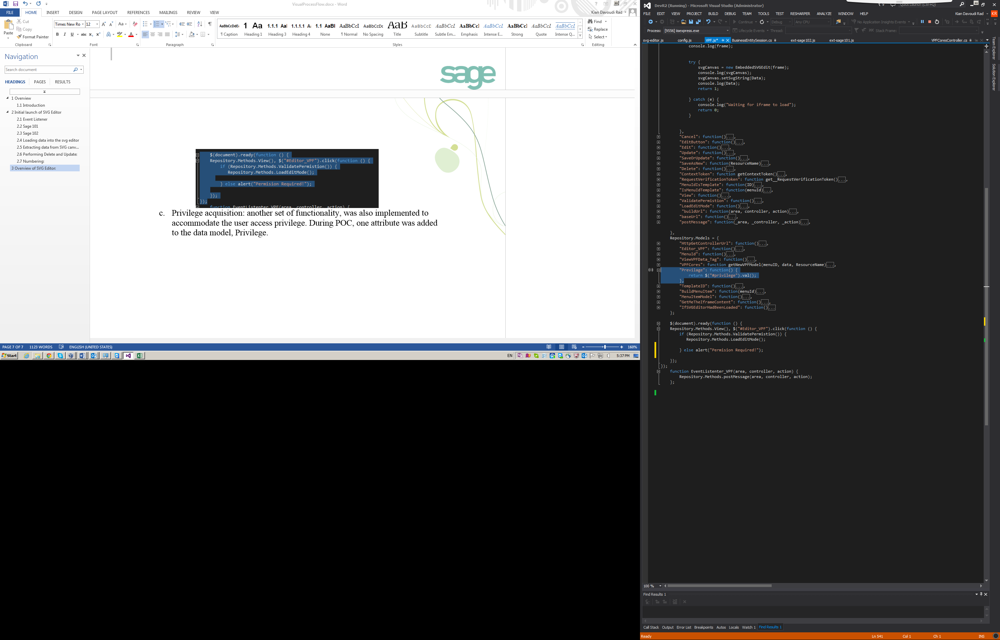 VisualProcessFlow.docx - Word
FILE HOME INSERT DESIGN PAGE LAYOUT REFERENCES MAILINGS REVIEW VIEW
Kian Davoudi Rad
Paste
Cut
Copy
Format Painter
Clipboard
Times New Ro 12
Font
Paragraph
AaBbCcDdEe 1 Aa 1.1.1 Aal 1.1.1.1 A: 1.1 AaBl AaBbCcI AaBbCcDc AaB AaBbCcD AaBbCcL AaBbCc AaBbCcL AaBbCc AaBbCcL AaBbCcL
¶ Caption Heading 1 Heading 3 Heading 4 None ¶ Normal No Spacing Title Subtitle Subtle Em... Emphasis Intense E... Strong Quote Intense Q...
Styles
Find
Replace
Select
Editing
Navigation
Search document
HEADINGS PAGES RESULTS
1 Overview
1.1 Introduction
2 Initial launch of SVG Editor
2.1 Event Listener
2.2 Sage 101
2.3 Sage 102
2.4 Loading data into the svg editor
2.5 Extracting data from SVG canv...
2.6 Performing Delete and Update:
2.7 Numbering:
3 Overview of SVG Editor:
sage
$(document).ready(function () {
Repository.Methods.View(), $("#Editor_VPF").click(function () {
if (Repository.Methods.ValidatePermistion()) {
Repository.Methods.LoadEditMode();
} else alert("Permision Required!");
});
});
function EventListenter_VPF(area, controller, action) {
c. Privilege acquisition: another set of functionality, was also implemented to
accommodate the user access privilege. During POC, one attribute was added
to the data model, Privilege.
PAGE 7 OF 7 1123 WORDS ENGLISH (UNITED STATES) 160%
Start EN 5:37 PM
DevR2 (Running) - Microsoft Visual Studio (Administrator)
Quick Launch (Ctrl+Q)
FILE EDIT VIEW PROJECT BUILD DEBUG TEAM TOOLS TEST RESHARPER ANALYZE WINDOW HELP
Kian Davoudi Rad KR
Continue Debug Any CPU No Application Insights Events
Process: [9556] iisexpress.exe Lifecycle Events Thread: Stack Frame:
svg-editor.js config.js VPF.js* BusinessEntitySession.cs ext-sage102.js ext-sage101.js VPFCoresController.cs
Team Explorer
Solution Explorer
console.log(frame);
try {
svgCanvas = new EmbeddedSVGEdit(frame);
console.log(svgCanvas);
svgCanvas.setSvgString(Data);
console.log(Data);
return 1;
} catch (e) {
console.log("Waiting for iframe to load");
return 0;
}
},
"Cancel": function()...,
"EditButton": function()...,
"Edit": function()...,
"Update": function()...,
"SaveOrUpdate": function()...,
"SaveAsNew": function(ResourceName)...,
"Delete": function()...,
"ContextToken": function getContextToken()...,
"RequestVerificationToken": function get__RequestVerificationToken()...,
"MenuIdIsTemplate": function(ID)...,
"IsMenuIdTemplate": function(menuId)...,
"View": function()...,
"ValidatePermistion": function()...,
"LoadEditMode": function()...,
"buildUrl": function(area, controller, action)...,
"baseUrl": function()...,
"postMessage": function(_area, _controller, _action)...,
},
Repository.Models = {
"HttpGetControllerUrl": function()...,
"Editor_VPF": function()...,
"MenuId": function()...,
"ViewVPFData_Tag": function()...,
"VPFCores": function getNewVPFModel(menuID, data, ResourceName)...,
"Previlage": function() {
return $("#privilege").val();
},
"TemplateID": function()...,
"BuildMenuItem": function(menuId)...,
"MenuItemModel": function()...,
"GetMeTheIframeContent": function()...,
"IfSVGEditorHadBeenLoaded": function()...
};
$(document).ready(function () {
Repository.Methods.View(), $("#Editor_VPF").click(function () {
if (Repository.Methods.ValidatePermistion()) {
Repository.Methods.LoadEditMode();
} else alert("Permision Required!");
});
});
function EventListenter_VPF(area, controller, action) {
Repository.Methods.postMessage(area, controller, action);
};
100 %
Find Results 1
Call Stack Output Error List Breakpoints Autos Locals Watch 1 Find Results 1
Ready Ln 541 Col 1 Ch 1 INS